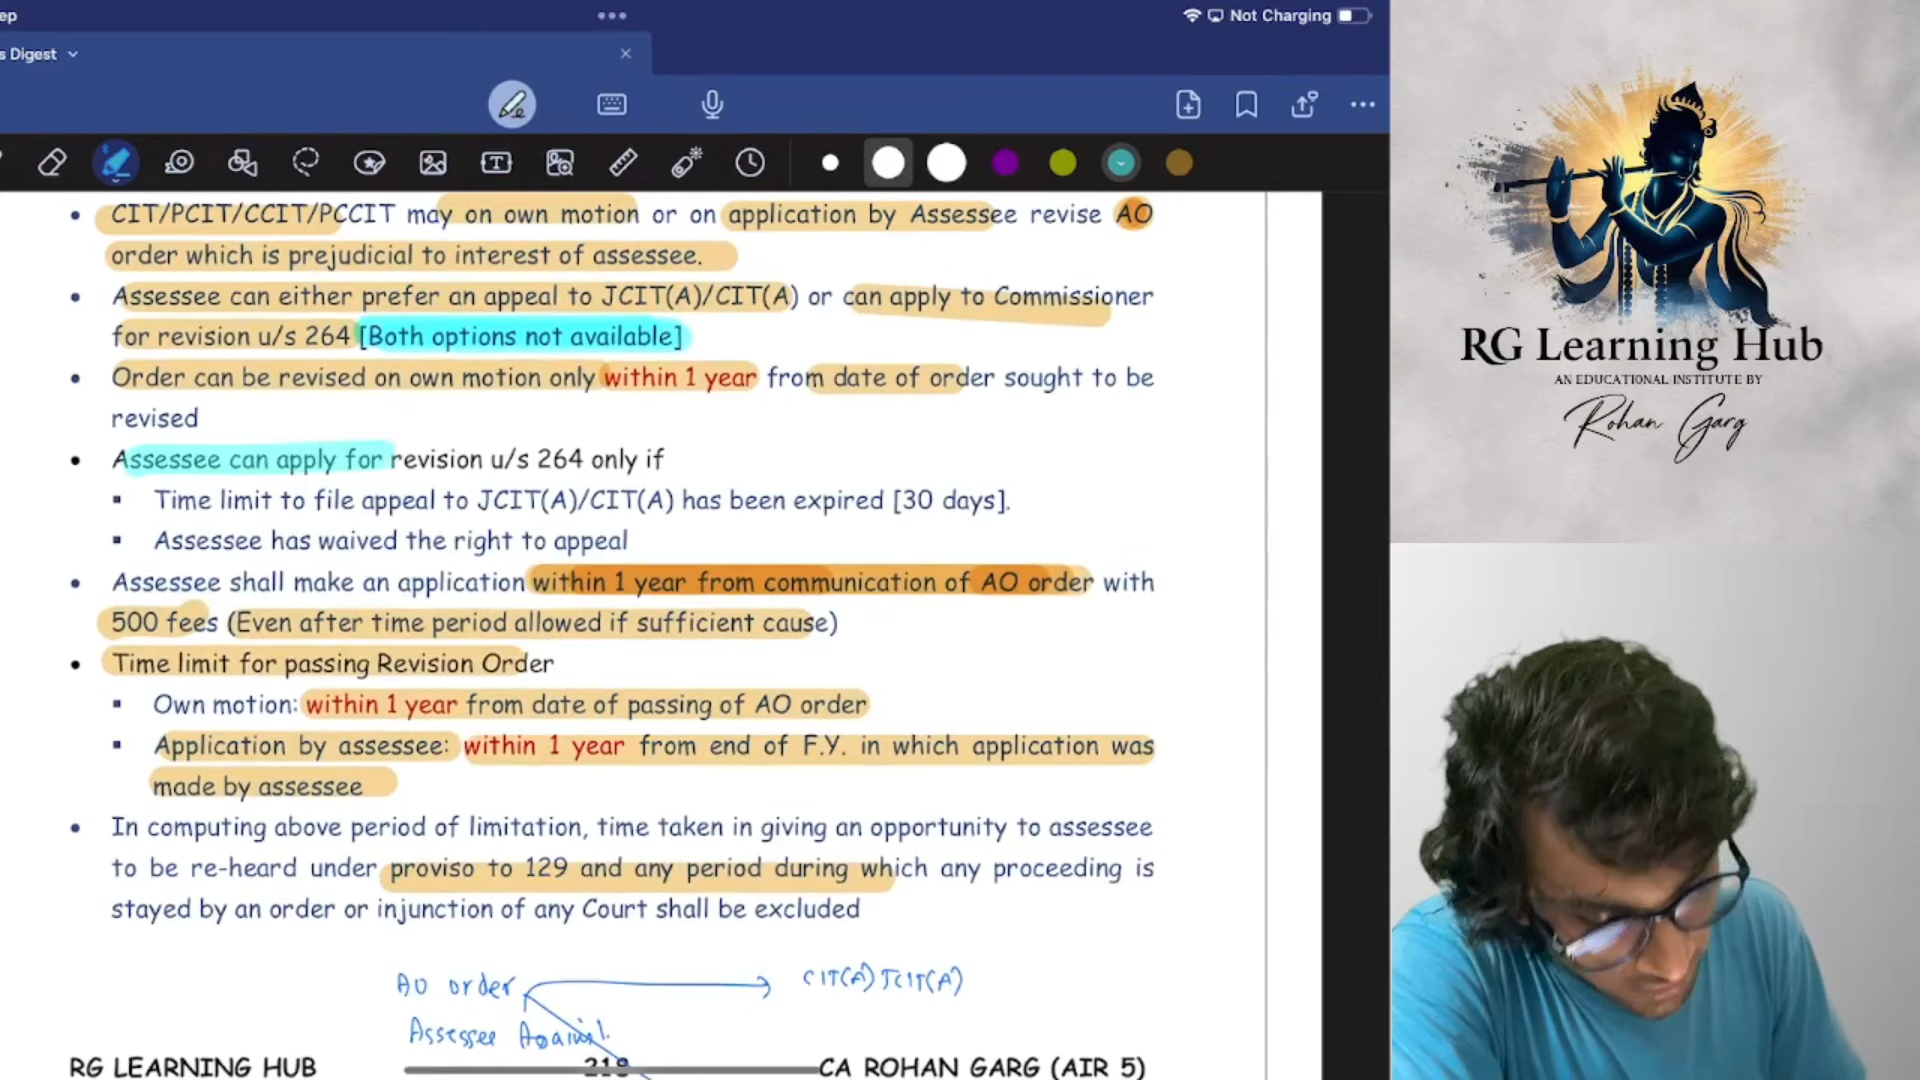 ep
Not Charging
s Digest
• CIT/PCIT/CCIT/PCCIT may on own motion or on application by Assessee revise AO
order which is prejudicial to interest of assessee.
• Assessee can either prefer an appeal to JCIT(A)/CIT(A) or can apply to Commissioner
for revision u/s 264 [Both options not available]
• Order can be revised on own motion only within 1 year from date of order sought to be
revised
• Assessee can apply for revision u/s 264 only if
▪ Time limit to file appeal to JCIT(A)/CIT(A) has been expired [30 days].
▪ Assessee has waived the right to appeal
• Assessee shall make an application within 1 year from communication of AO order with
500 fees (Even after time period allowed if sufficient cause)
• Time limit for passing Revision Order
▪ Own motion: within 1 year from date of passing of AO order
▪ Application by assessee: within 1 year from end of F.Y. in which application was
made by assessee
• In computing above period of limitation, time taken in giving an opportunity to assessee
to be re-heard under proviso to 129 and any period during which any proceeding is
stayed by an order or injunction of any Court shall be excluded
AO order CIT(A) JCIT(A)
Assessee Against
RG LEARNING HUB 218 CA ROHAN GARG (AIR 5)
RG Learning Hub
AN EDUCATIONAL INSTITUTE BY
Rohan Garg